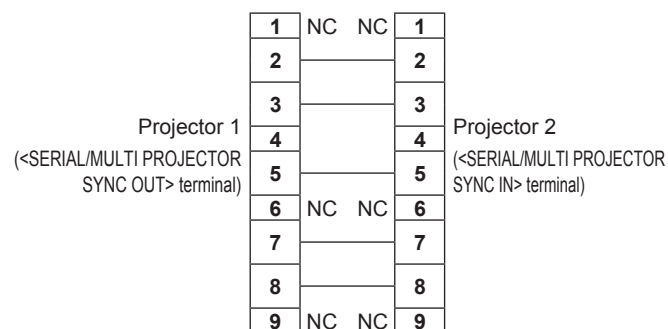 1 NC NC 1
2 2
3 3
Projector 1 4 4 Projector 2
(<SERIAL/MULTI PROJECTOR (<SERIAL/MULTI PROJECTOR
SYNC OUT> terminal) 5 5 SYNC IN> terminal)
6 NC NC 6
7 7
8 8
9 NC NC 9